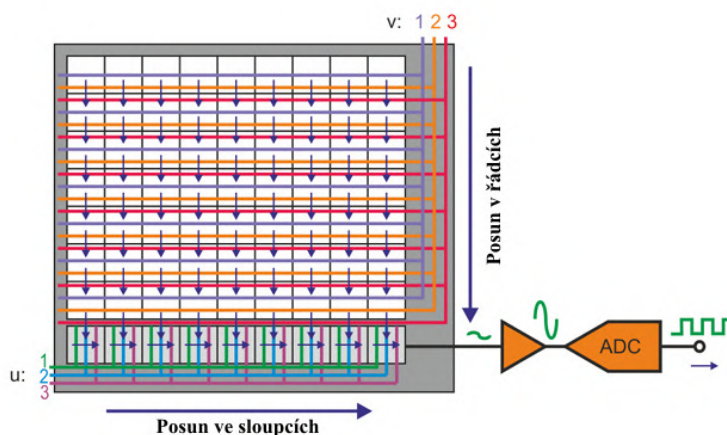 v: 1 2 3
Posun v řádcích
ADC
u: 1
2
3
Posun ve sloupcích